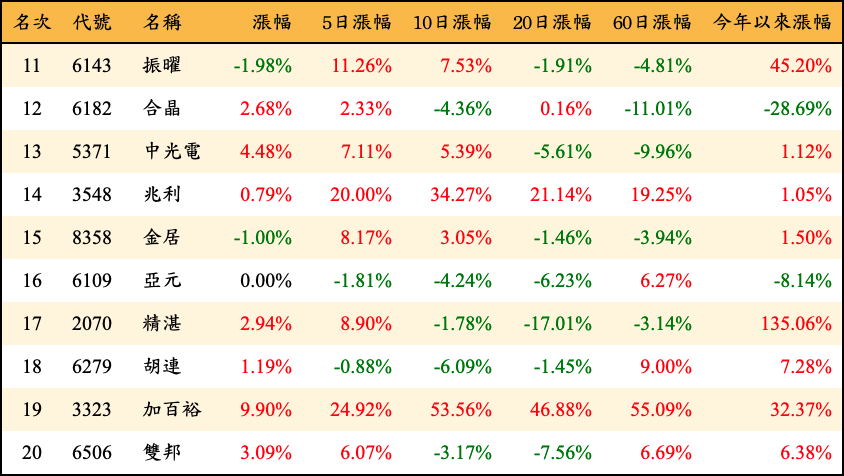 名次 代號 名稱 漲幅 5日漲幅 10日漲幅 20日漲幅 60日漲幅 今年以來漲幅
11 6143 振曜 -1.98% 11.26% 7.53% -1.91% -4.81% 45.20%
12 6182 合晶 2.68% 2.33% -4.36% 0.16% -11.01% -28.69%
13 5371 中光電 4.48% 7.11% 5.39% -5.61% -9.96% 1.12%
14 3548 兆利 0.79% 20.00% 34.27% 21.14% 19.25% 1.05%
15 8358 金居 -1.00% 8.17% 3.05% -1.46% -3.94% 1.50%
16 6109 亞元 0.00% -1.81% -4.24% -6.23% 6.27% -8.14%
17 2070 精湛 2.94% 8.90% -1.78% -17.01% -3.14% 135.06%
18 6279 胡連 1.19% -0.88% -6.09% -1.45% 9.00% 7.28%
19 3323 加百裕 9.90% 24.92% 53.56% 46.88% 55.09% 32.37%
20 6506 雙邦 3.09% 6.07% -3.17% -7.56% 6.69% 6.38%